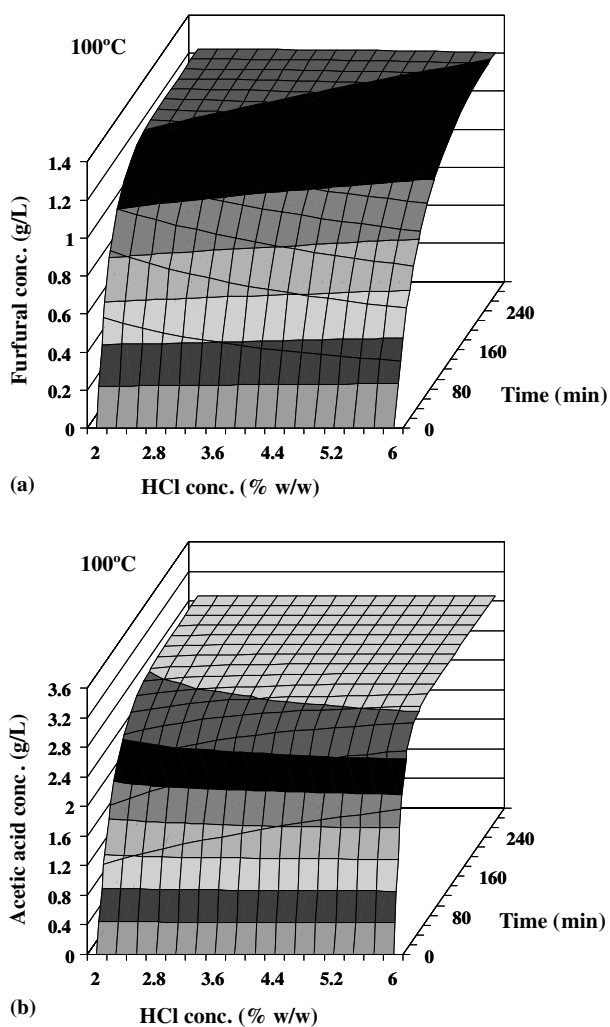 100ºC
1.4
1.2
1
0.8
0.6
0.4
0.2
0
Furfural conc. (g/L)
240
160
80
0
Time (min)
2 2.8 3.6 4.4 5.2 6
(a)
HCl conc. (% w/w)
100ºC
3.6
3.2
2.8
2.4
2
1.6
1.2
0.8
0.4
0
Acetic acid conc. (g/L)
240
160
80
0
Time (min)
2 2.8 3.6 4.4 5.2 6
(b)
HCl conc. (% w/w)